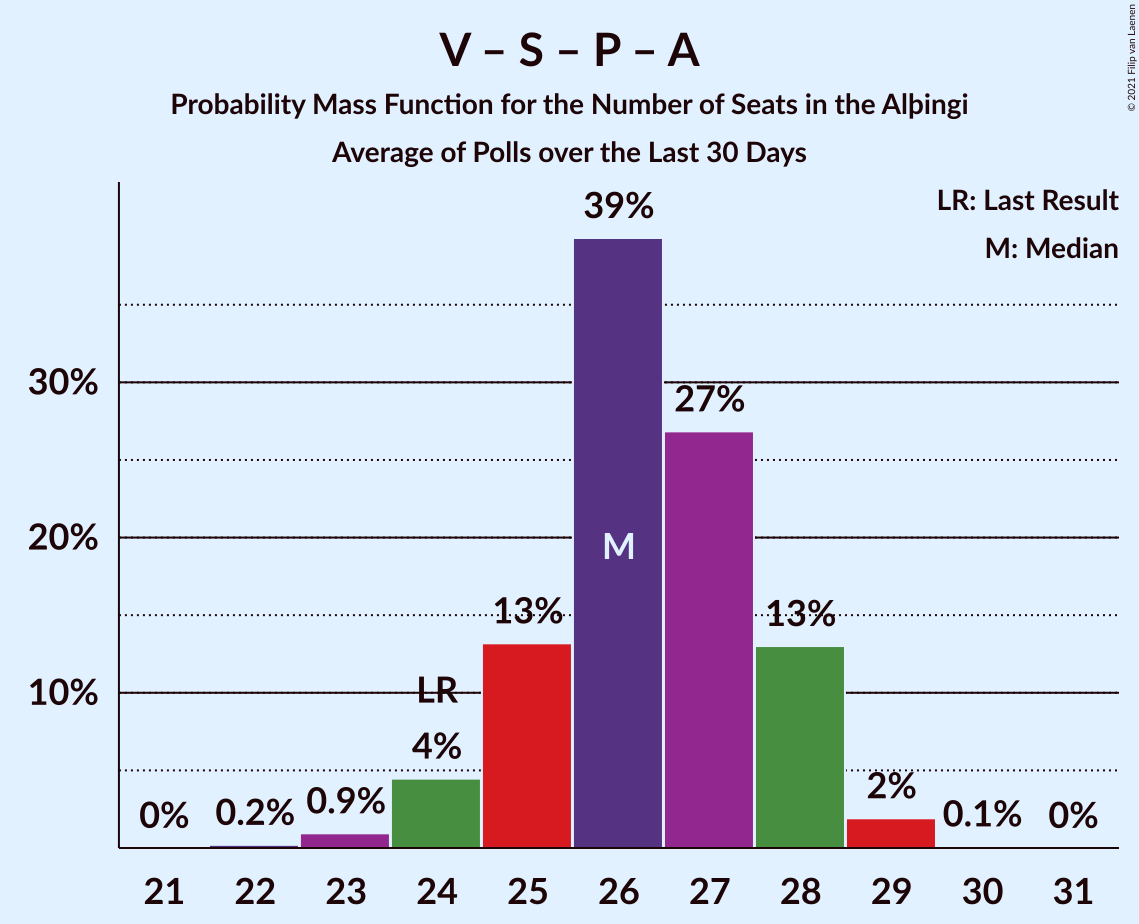 V – S – P – A
Probability Mass Function for the Number of Seats in the Alþingi
Average of Polls over the Last 30 Days
© 2021 Filip van Laenen
LR: Last Result
M: Median
39%
30%
27%
20%
M
13%
13%
LR
10%
4%
2%
0.9%
0.2%
0%
0.1%
0%
21 22 23 24 25 26 27 28 29 30 31